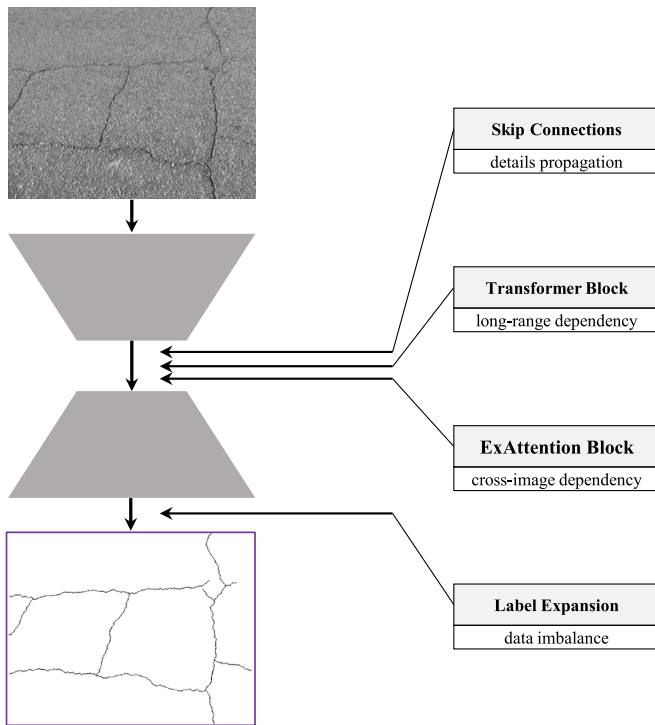 Skip Connections
details propagation
Transformer Block
long-range dependency
ExAttention Block
cross-image dependency
Label Expansion
data imbalance